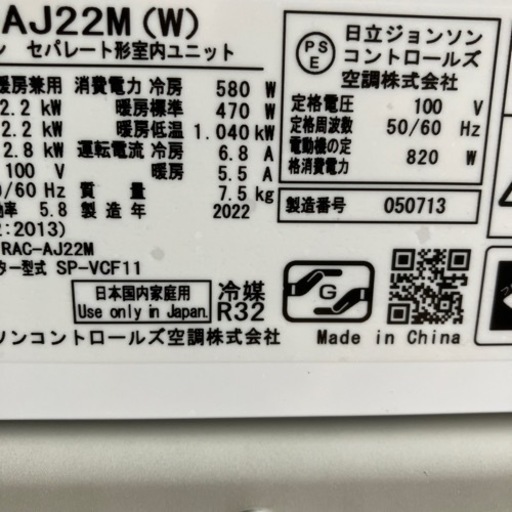 AJ22M(W)
ン セパレート形室内ユニット
暖房兼用 消費電力 冷房 580 W
2.2 kW 暖房標準 470 W
2.2 kW 暖房低温 1.040 kW
2.8 kW 運転電流 冷房 6.8 A
100 V 暖房 5.5 A
0/60 Hz 質 量 7.5 kg
率 5.8 製造年 2022
2:2013)
RAC-AJ22M
ター型式 SP-VCF11
日本国内家庭用
Use only in Japan.
冷媒
R32
ソンコントロールズ空調株式会社
PSE
日立ジョンソン
コントロールズ
空調株式会社
定格電圧 100 V
定格周波数 50/60 Hz
電動機の定
格消費電力 820 W
製造番号 050713
G
Made in China